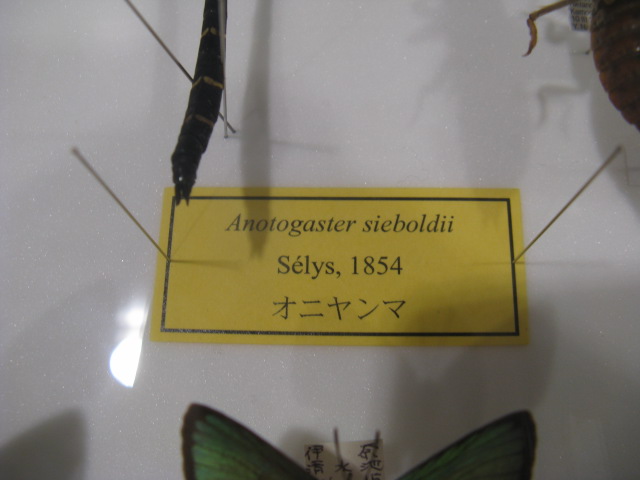 Anotogaster sieboldii
Sélys, 1854
オニヤンマ